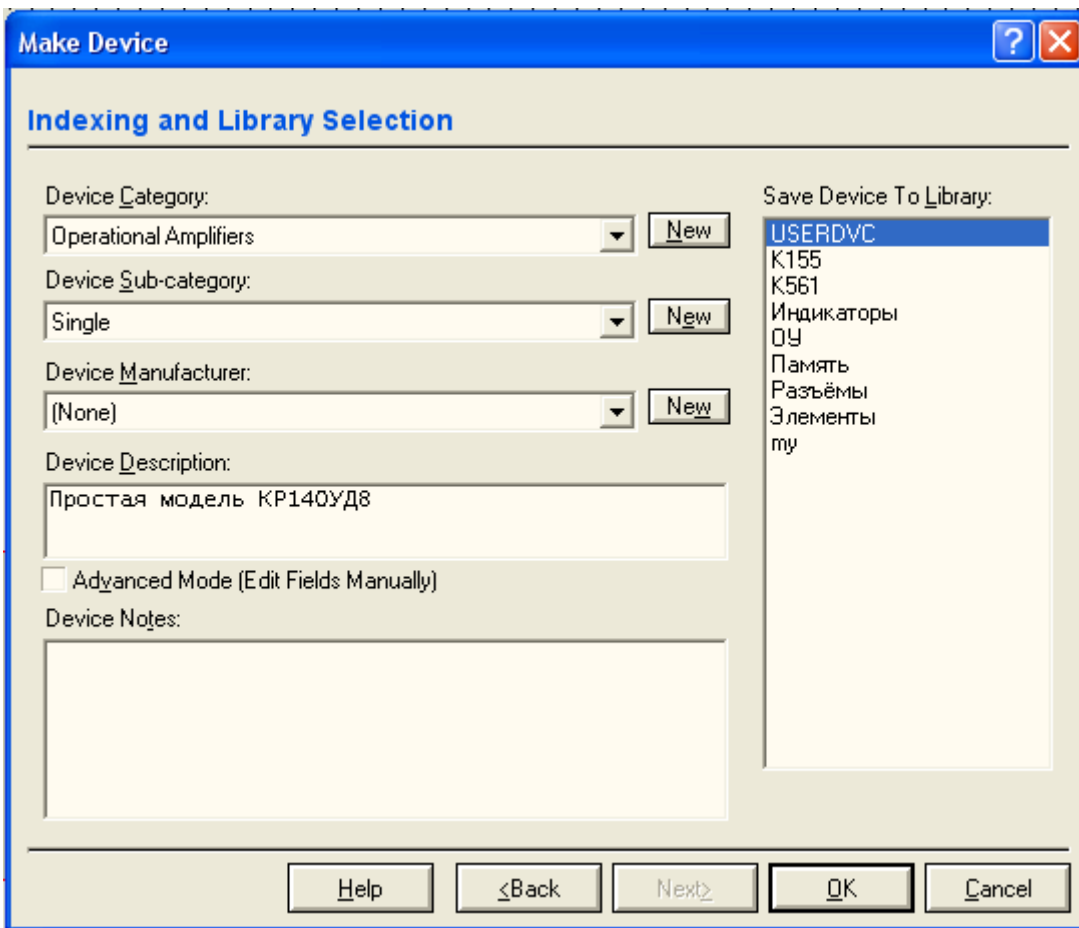 Make Device
Indexing and Library Selection
Device Category:
Operational Amplifiers
New
Device Sub-category:
Single
New
Device Manufacturer:
(None)
New
Device Description:
Простая модель КР140УД8
Advanced Mode (Edit Fields Manually)
Device Notes:
Save Device To Library:
USERDVC
K155
K561
Индикаторы
ОУ
Память
Разъёмы
Элементы
my
Help
<Back
Next>
OK
Cancel